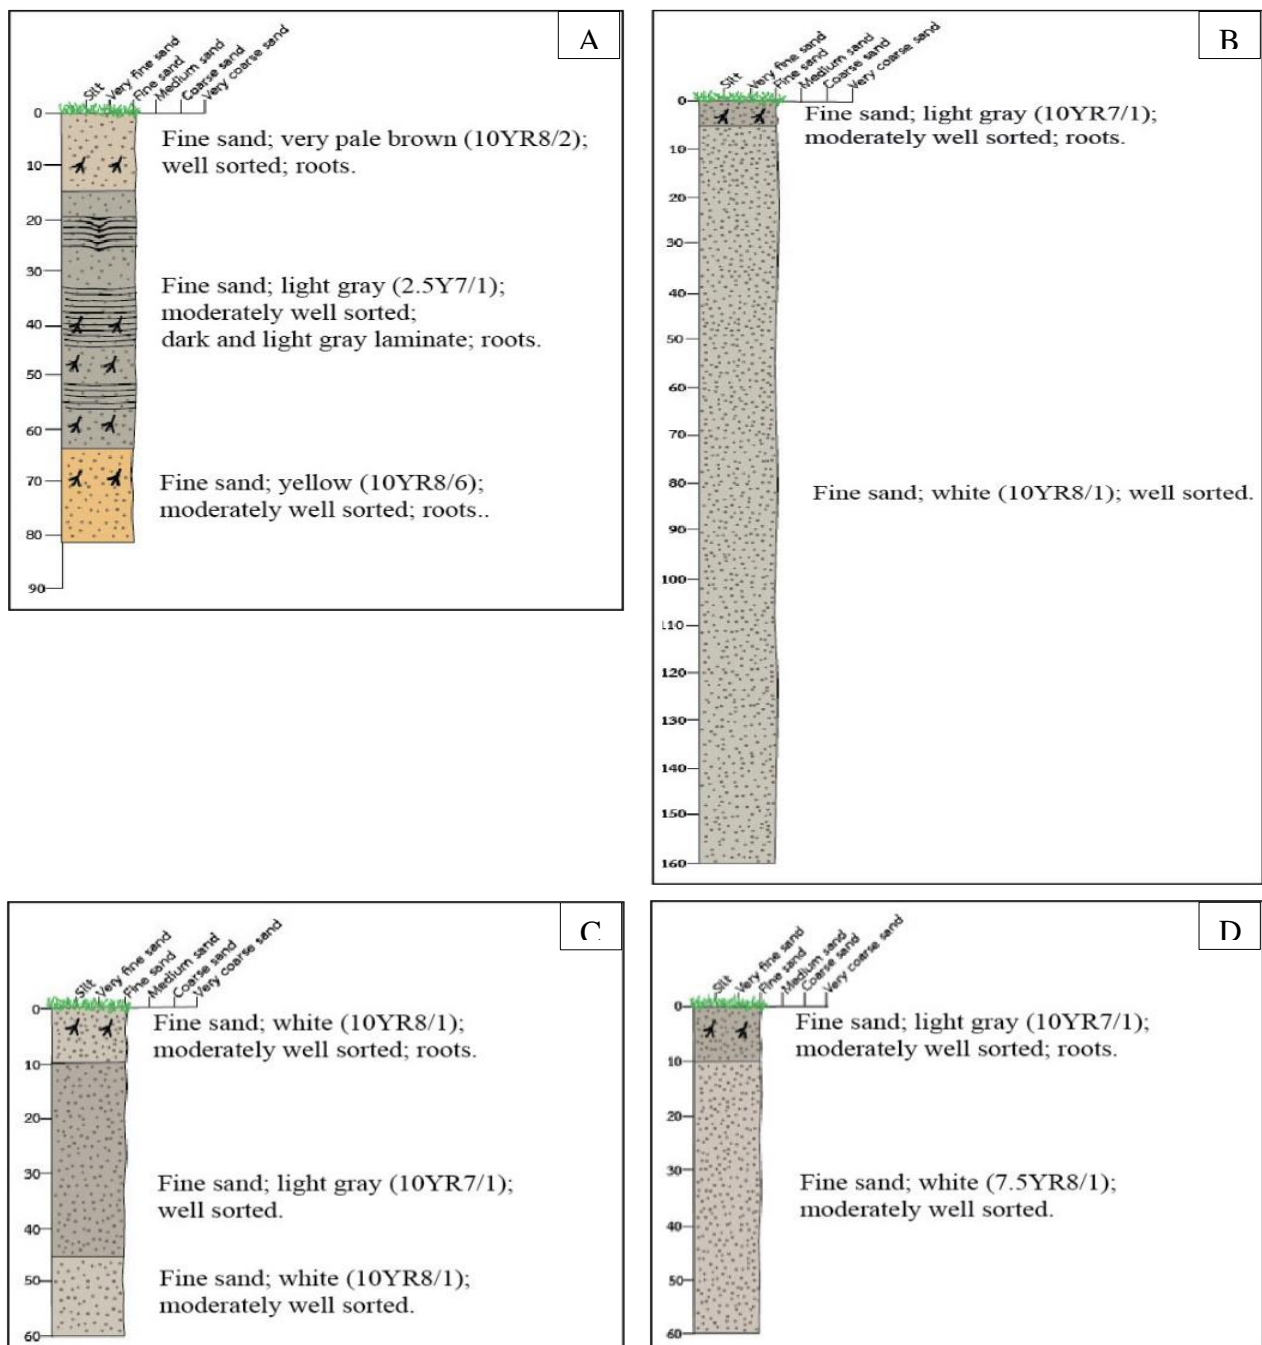 A
Silt
Very fine sand
Fine sand
Medium sand
Coarse sand
Very coarse sand
0
10
20
30
40
50
60
70
80
90
Fine sand; very pale brown (10YR8/2);
well sorted; roots.
Fine sand; light gray (2.5Y7/1);
moderately well sorted;
dark and light gray laminate; roots.
Fine sand; yellow (10YR8/6);
moderately well sorted; roots..
B
Silt
Very fine sand
Fine sand
Medium sand
Coarse sand
Very coarse sand
0
10
20
30
40
50
60
70
80
90
100
110
120
130
140
150
160
Fine sand; light gray (10YR7/1);
moderately well sorted; roots.
Fine sand; white (10YR8/1); well sorted.
C
Silt
Very fine sand
Fine sand
Medium sand
Coarse sand
Very coarse sand
0
10
20
30
40
50
60
Fine sand; white (10YR8/1);
moderately well sorted; roots.
Fine sand; light gray (10YR7/1);
well sorted.
Fine sand; white (10YR8/1);
moderately well sorted.
D
Silt
Very fine sand
Fine sand
Medium sand
Coarse sand
Very coarse sand
0
10
20
30
40
50
60
Fine sand; light gray (10YR7/1);
moderately well sorted; roots.
Fine sand; white (7.5YR8/1);
moderately well sorted.